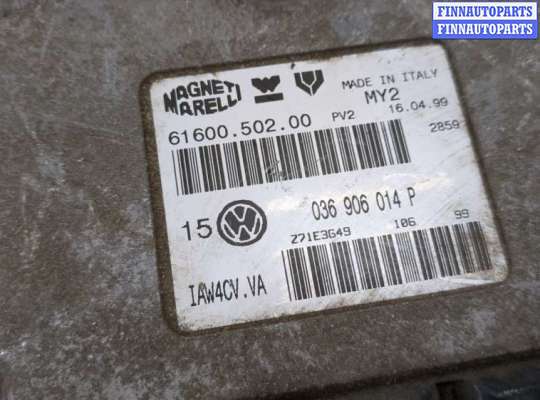 FINNAUTOPARTS
FINNAUTOPARTS
MAGNETI MARELLI
MADE IN ITALY
MY2
61600.502.00 PV2 16.04.99
2859
15 036 906 014 P
Z71E3G49 106 99
IAW4CV.VA